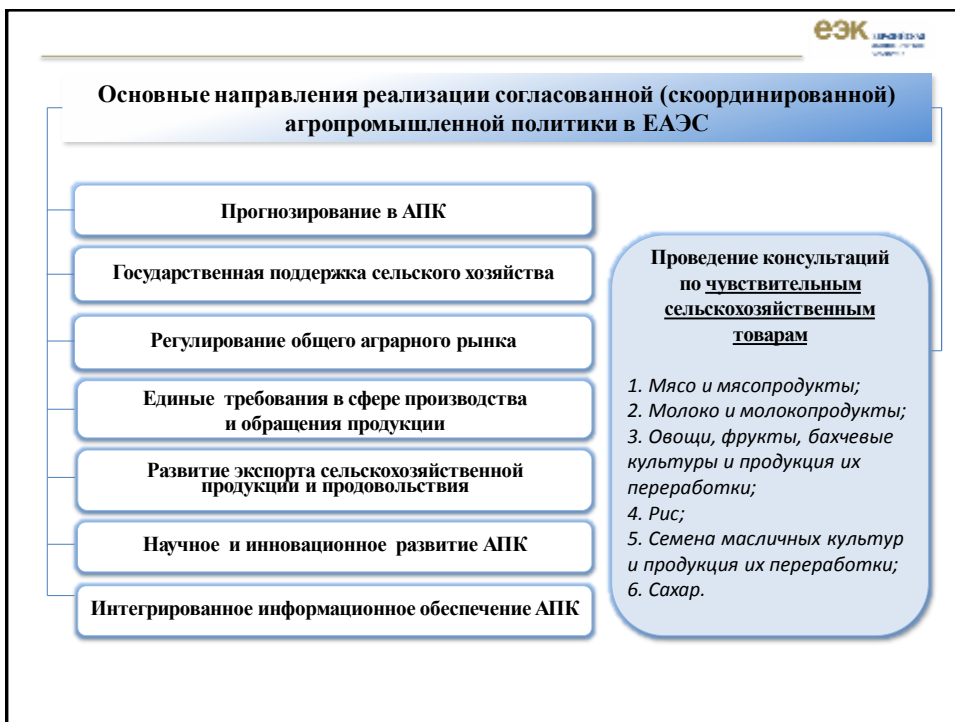 еэк
Основные направления реализации согласованной (скоординированной)
агропромышленной политики в ЕАЭС
Прогнозирование в АПК
Государственная поддержка сельского хозяйства
Регулирование общего аграрного рынка
Единые требования в сфере производства
и обращения продукции
Развитие экспорта сельскохозяйственной
продукции и продовольствия
Научное и инновационное развитие АПК
Интегрированное информационное обеспечение АПК
Проведение консультаций
по чувствительным
сельскохозяйственным
товарам
1. Мясо и мясопродукты;
2. Молоко и молокопродукты;
3. Овощи, фрукты, бахчевые
культуры и продукция их
переработки;
4. Рис;
5. Семена масличных культур
и продукция их переработки;
6. Сахар.